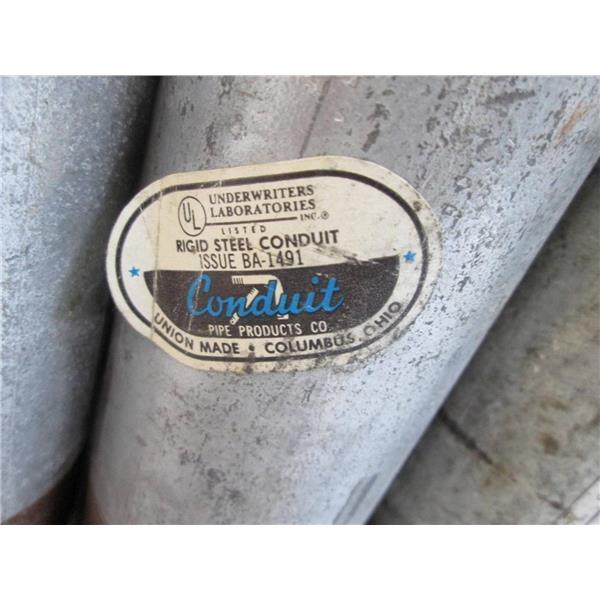 UL
UNDERWRITERS
LABORATORIES
INC.®
LISTED
RIGID STEEL CONDUIT
ISSUE BA-1491
Conduit
PIPE PRODUCTS CO
UNION MADE • COLUMBUS, OHIO